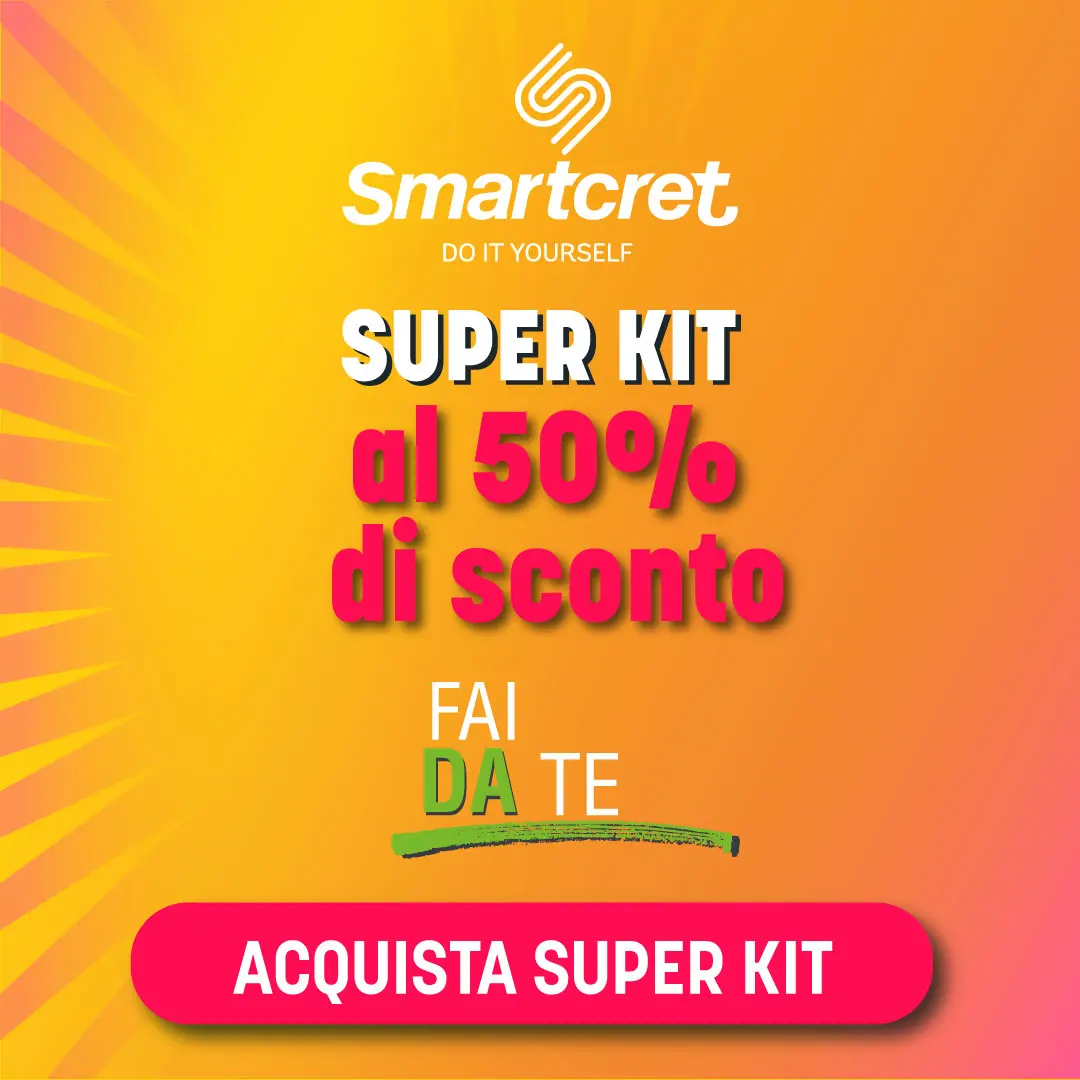 Smartcret
DO IT YOURSELF
SUPER KIT
al 50%
di sconto
FAI
DA TE
ACQUISTA SUPER KIT